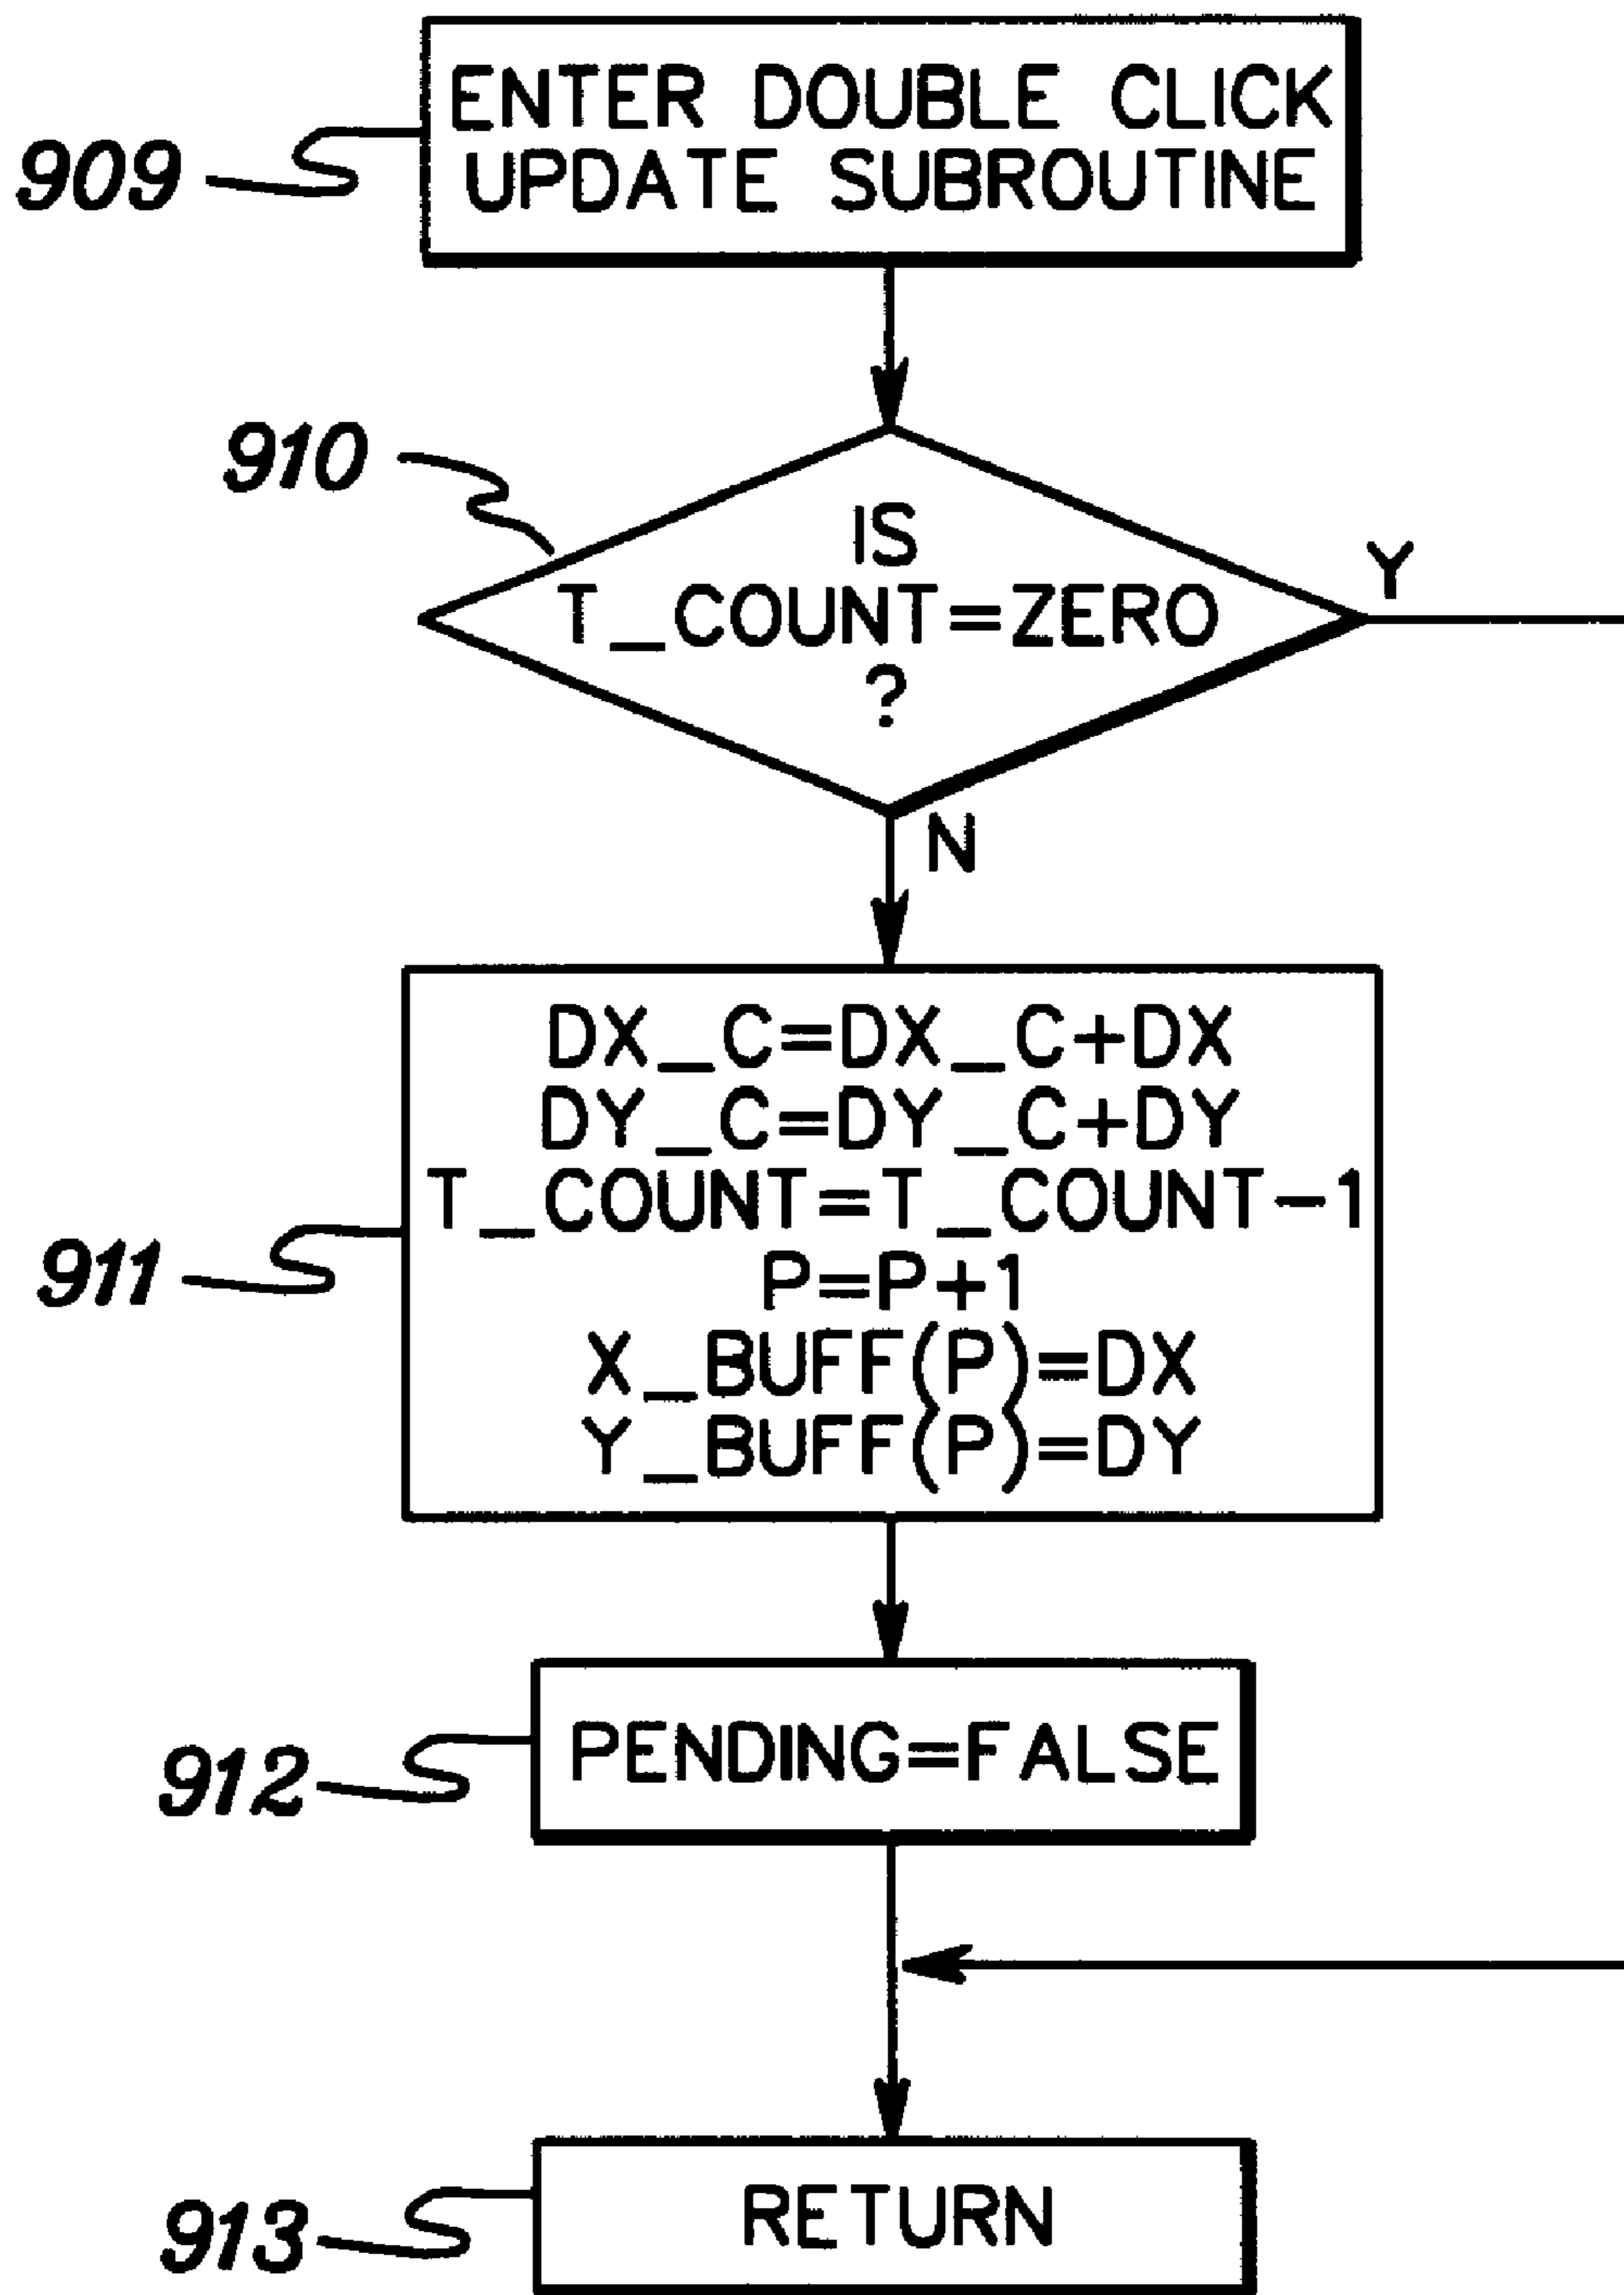 ENTER DOUBLE CLICK
UPDATE SUBROUTINE
909
910
IS
T_COUNT=ZERO
?
Y
N
DX_C=DX_C+DX
DY_C=DY_C+DY
T_COUNT=T_COUNT-1
P=P+1
X_BUFF(P)=DX
Y_BUFF(P)=DY
911
PENDING=FALSE
912
RETURN
913